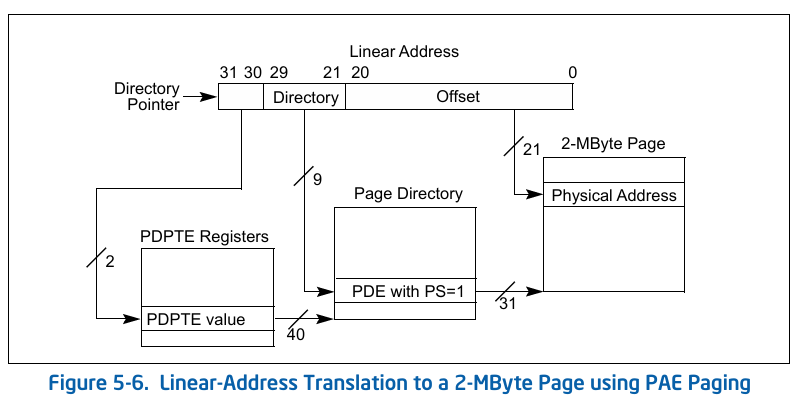 Linear Address
31 30 29 21 20 0
Directory
Pointer
Directory
Offset
21
2-MByte Page
9
Page Directory
Physical Address
PDPTE Registers
2
PDE with PS=1
31
PDPTE value
40
Figure 5-6. Linear-Address Translation to a 2-MByte Page using PAE Paging